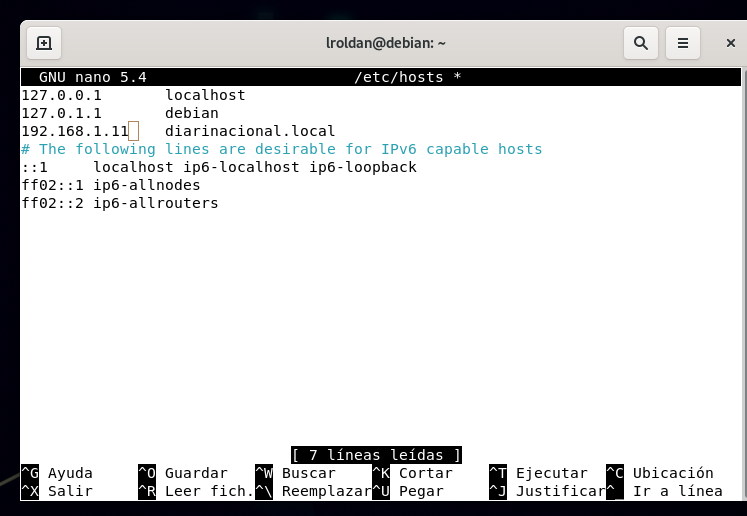 lroldan@debian: ~
GNU nano 5.4 /etc/hosts *
127.0.0.1 localhost
127.0.1.1 debian
192.168.1.11 diarinacional.local
# The following lines are desirable for IPv6 capable hosts
::1 localhost ip6-localhost ip6-loopback
ff02::1 ip6-allnodes
ff02::2 ip6-allrouters
[ 7 líneas leídas ]
^G Ayuda ^O Guardar ^W Buscar ^K Cortar ^T Ejecutar ^C Ubicación
^X Salir ^R Leer fich. ^\ Reemplazar ^U Pegar ^J Justificar ^_ Ir a línea